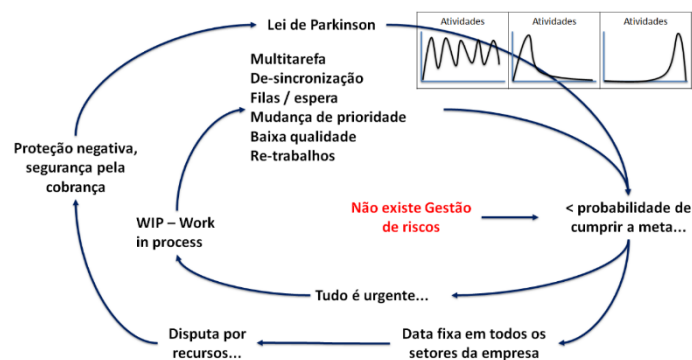 Atividades
Atividades
Atividades
Lei de Parkinson
Multitarefa
De-sincronização
Filas / espera
Mudança de prioridade
Baixa qualidade
Re-trabalhos
Proteção negativa,
segurança pela
cobrança
WIP – Work
in process
Não existe Gestão
de riscos
< probabilidade de
cumprir a meta...
Tudo é urgente...
Disputa por
recursos...
Data fixa em todos os
setores da empresa